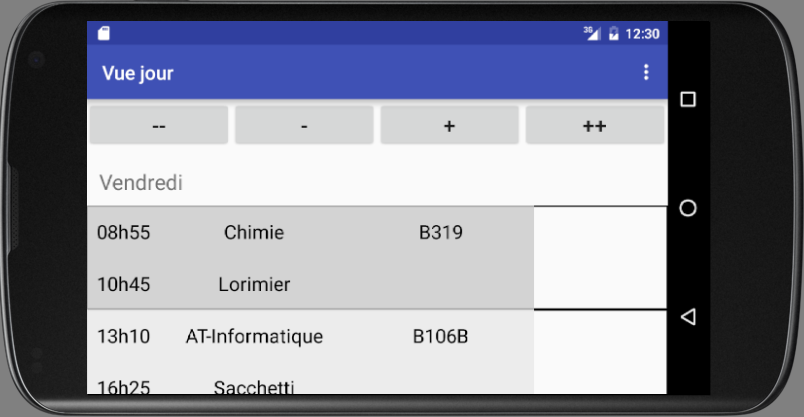 3G 12:30
Vue jour
-- - + ++
Vendredi
08h55 Chimie B319
10h45 Lorimier
13h10 AT-Informatique B106B
16h25 Sacchetti